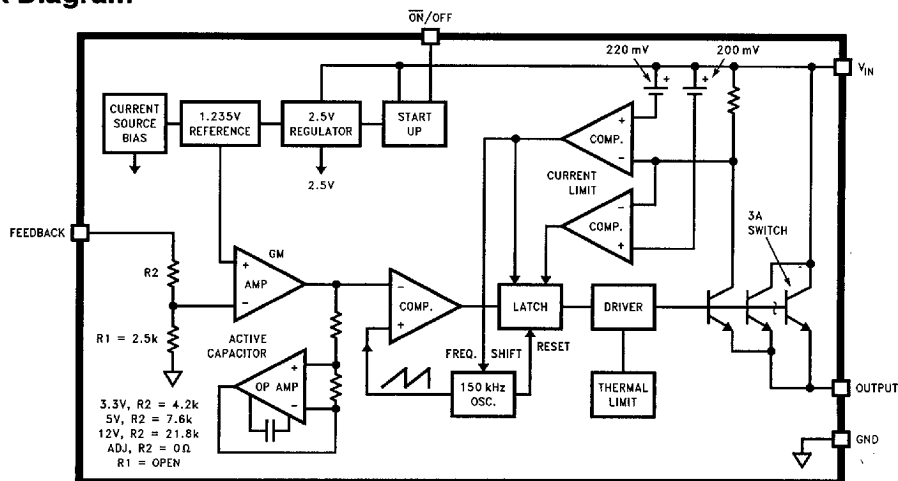 k Diagram
ON/OFF
220 mV
200 mV
VIN
CURRENT
SOURCE
BIAS
1.235V
REFERENCE
2.5V
REGULATOR
START
UP
+
+
+
COMP.
-
2.5V
CURRENT
LIMIT
-
COMP.
+
3A
SWITCH
FEEDBACK
GM
R2
+
AMP
-
-
COMP.
+
LATCH
DRIVER
R1 = 2.5k
ACTIVE
CAPACITOR
FREQ. SHIFT
RESET
+
OP AMP
-
150 kHz
OSC.
THERMAL
LIMIT
OUTPUT
3.3V, R2 = 4.2k
5V, R2 = 7.6k
12V, R2 = 21.8k
ADJ, R2 = 0Ω
R1 = OPEN
GND